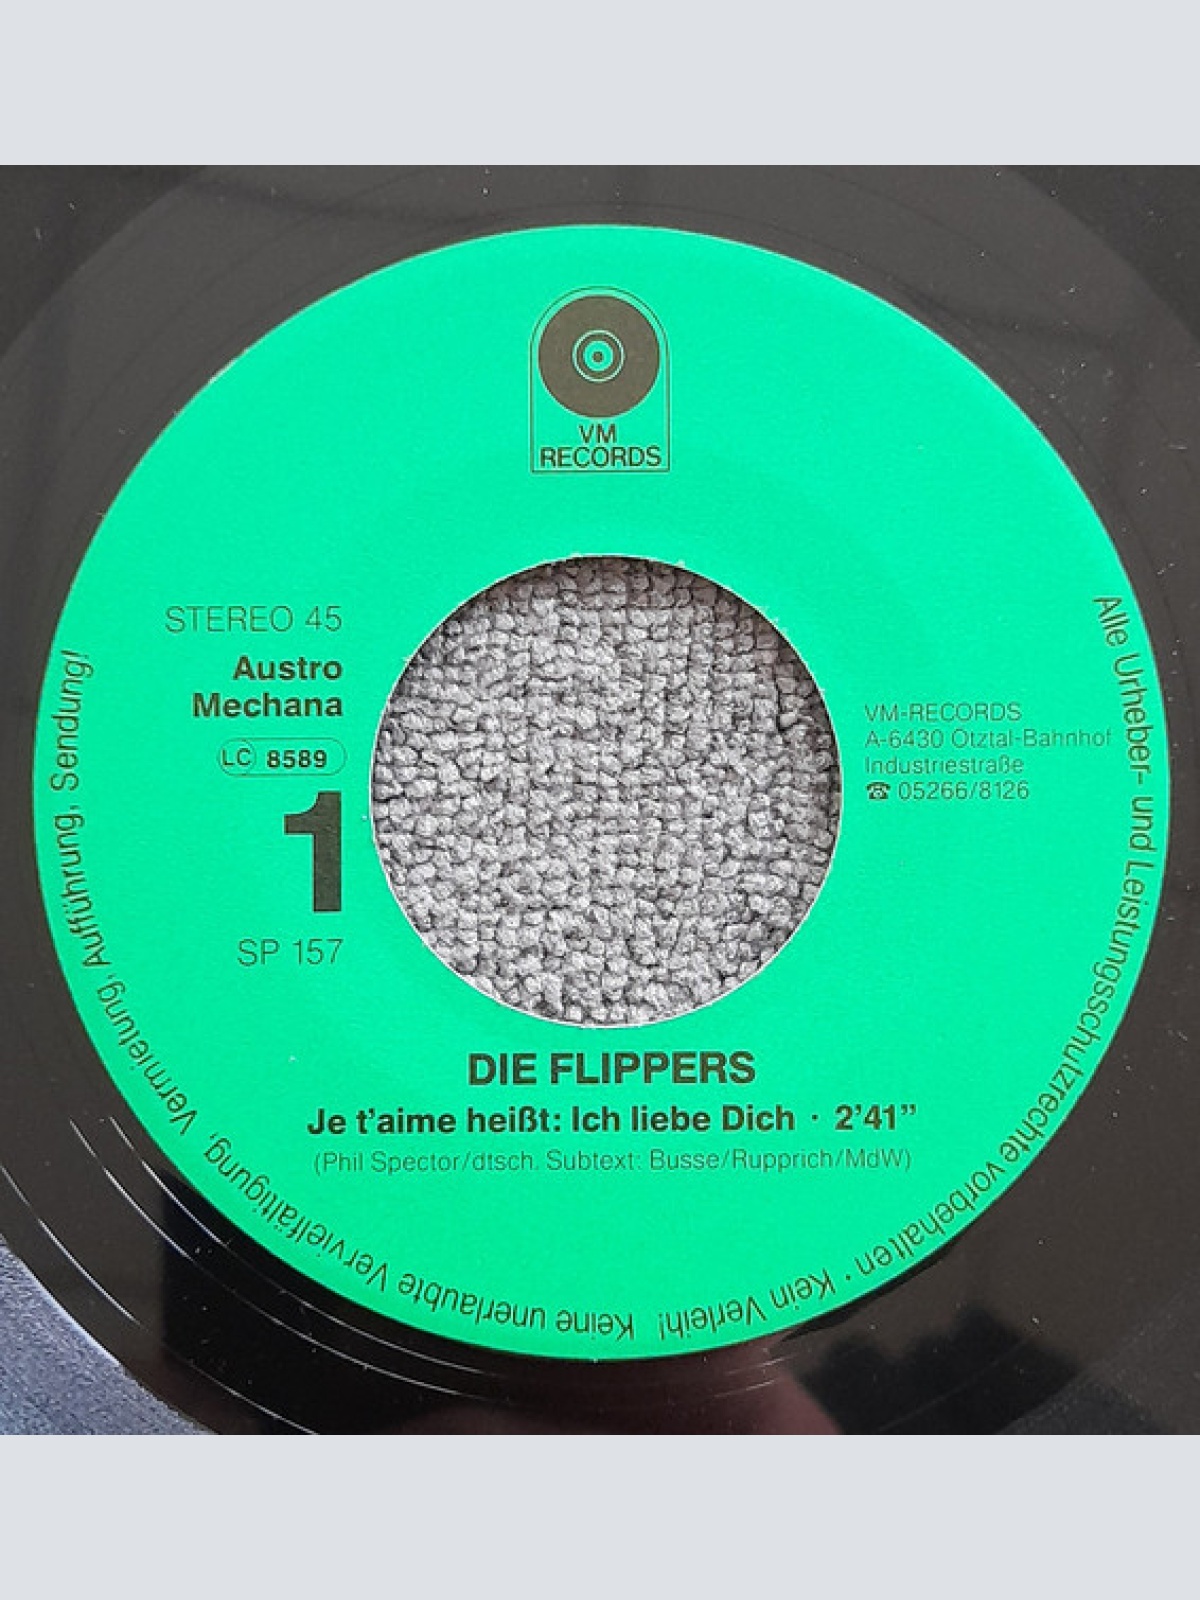 VM
RECORDS
STEREO 45
Austro
Mechana
LC 8589
1
SP 157
VM-RECORDS
A-6430 Ötztal-Bahnhof
Industriestraße
☎ 05266/8126
DIE FLIPPERS
Je t'aime heißt: Ich liebe Dich · 2'41”
(Phil Spector/dtsch. Subtext: Busse/Rupprich/MdW)
Alle Urheber- und Leistungsschutzrechte vorbehalten · Kein Verleih! Keine unerlaubte Vervielfältigung, Vermietung, Aufführung, Sendung!